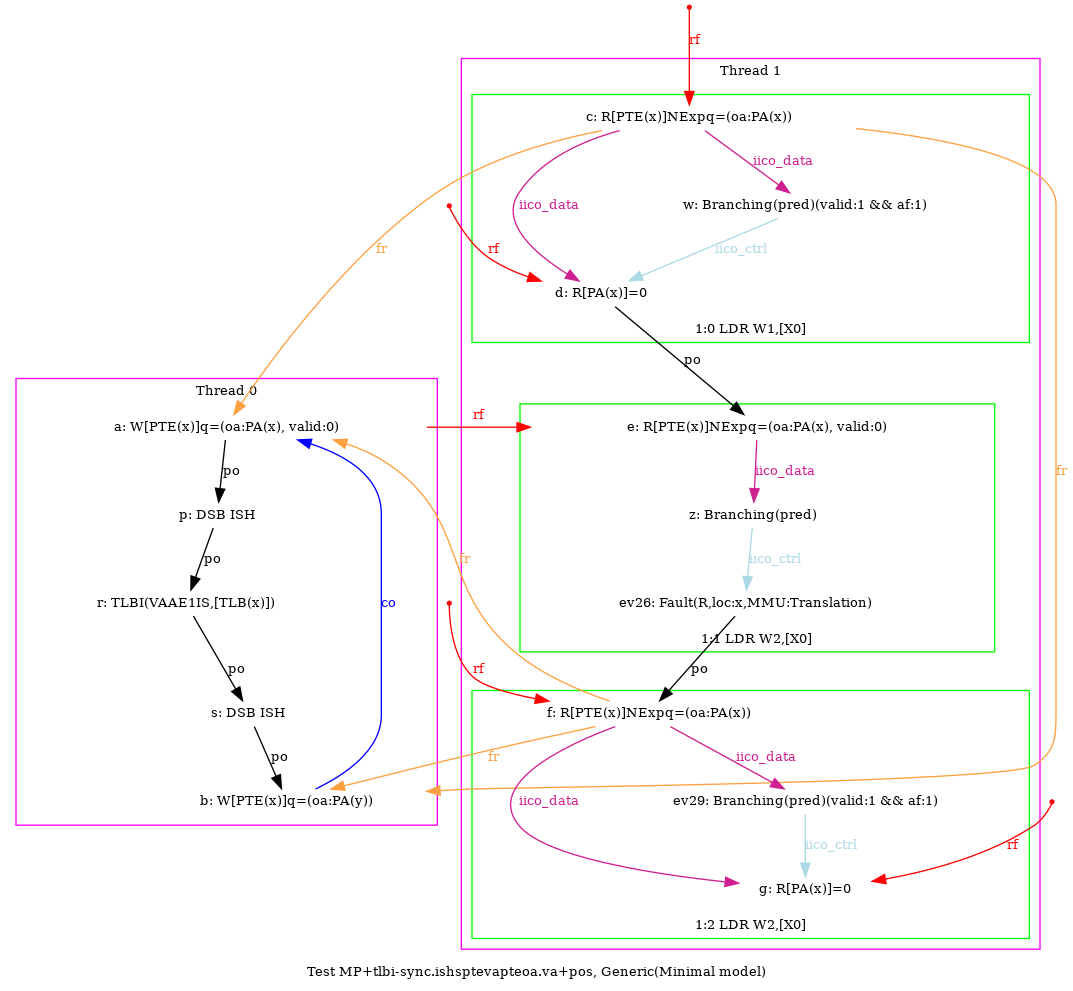 rf
Thread 1
c: R[PTE(x)]NExpq=(oa:PA(x))
iico_data
iico_data
w: Branching(pred)(valid:1 && af:1)
fr
rf
iico_ctrl
d: R[PA(x)]=0
1:0 LDR W1,[X0]
po
Thread 0
a: W[PTE(x)]q=(oa:PA(x), valid:0)
rf
e: R[PTE(x)]NExpq=(oa:PA(x), valid:0)
po
iico_data
fr
p: DSB ISH
z: Branching(pred)
po
fr
iico_ctrl
r: TLBI(VAAE1IS,[TLB(x)])
co
ev26: Fault(R,loc:x,MMU:Translation)
1:1 LDR W2,[X0]
po
rf
po
s: DSB ISH
f: R[PTE(x)]NExpq=(oa:PA(x))
po
fr
iico_data
b: W[PTE(x)]q=(oa:PA(y))
iico_data
ev29: Branching(pred)(valid:1 && af:1)
iico_ctrl
rf
g: R[PA(x)]=0
1:2 LDR W2,[X0]
Test MP+tlbi-sync.ishsptevapteoa.va+pos, Generic(Minimal model)